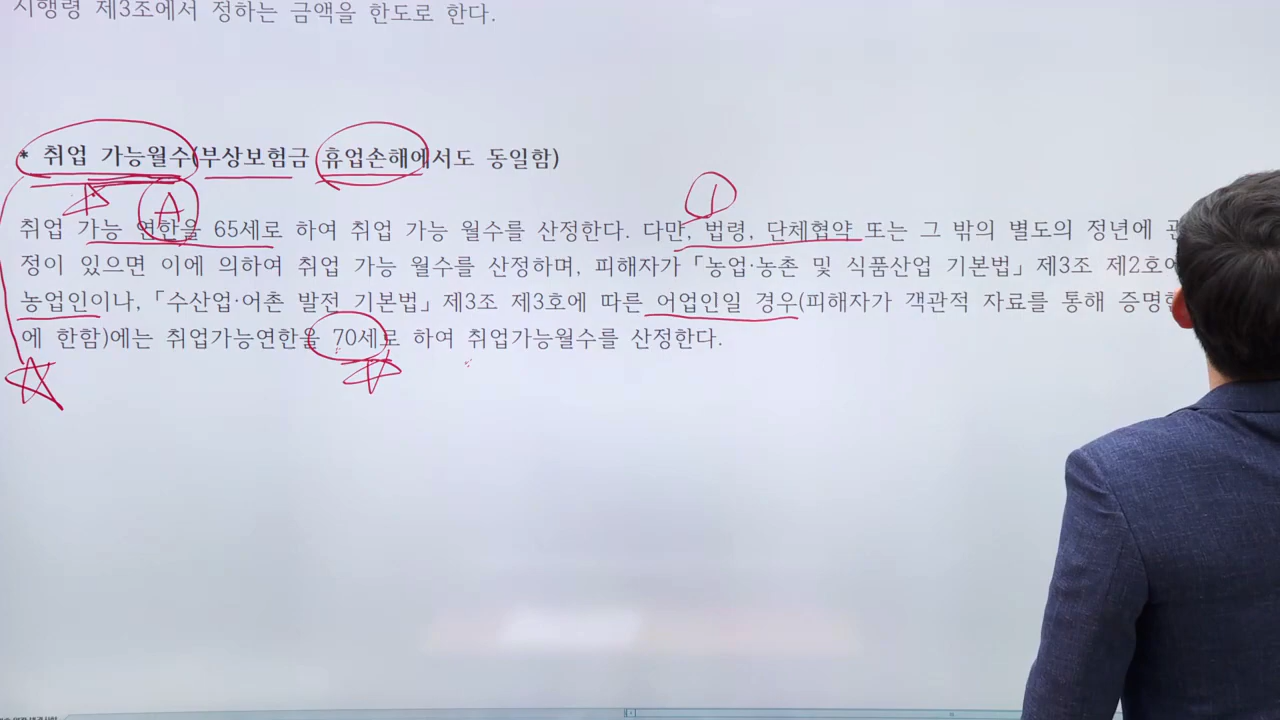 시행령 제3조에서 정하는 금액을 한도로 한다.
* 취업 가능월수(부상보험금 휴업손해에서도 동일함)
A
1
취업 가능 연한을 65세로 하여 취업 가능 월수를 산정한다. 다만, 법령, 단체협약 또는 그 밖의 별도의 정년에
정이 있으면 이에 의하여 취업 가능 월수를 산정하며, 피해자가 「농업·농촌 및 식품산업 기본법」 제3조 제2호에
농업인이나, 「수산업·어촌 발전 기본법」 제3조 제3호에 따른 어업인일 경우(피해자가 객관적 자료를 통해
에 한함)에는 취업가능연한을 70세로 하여 취업가능월수를 산정한다.